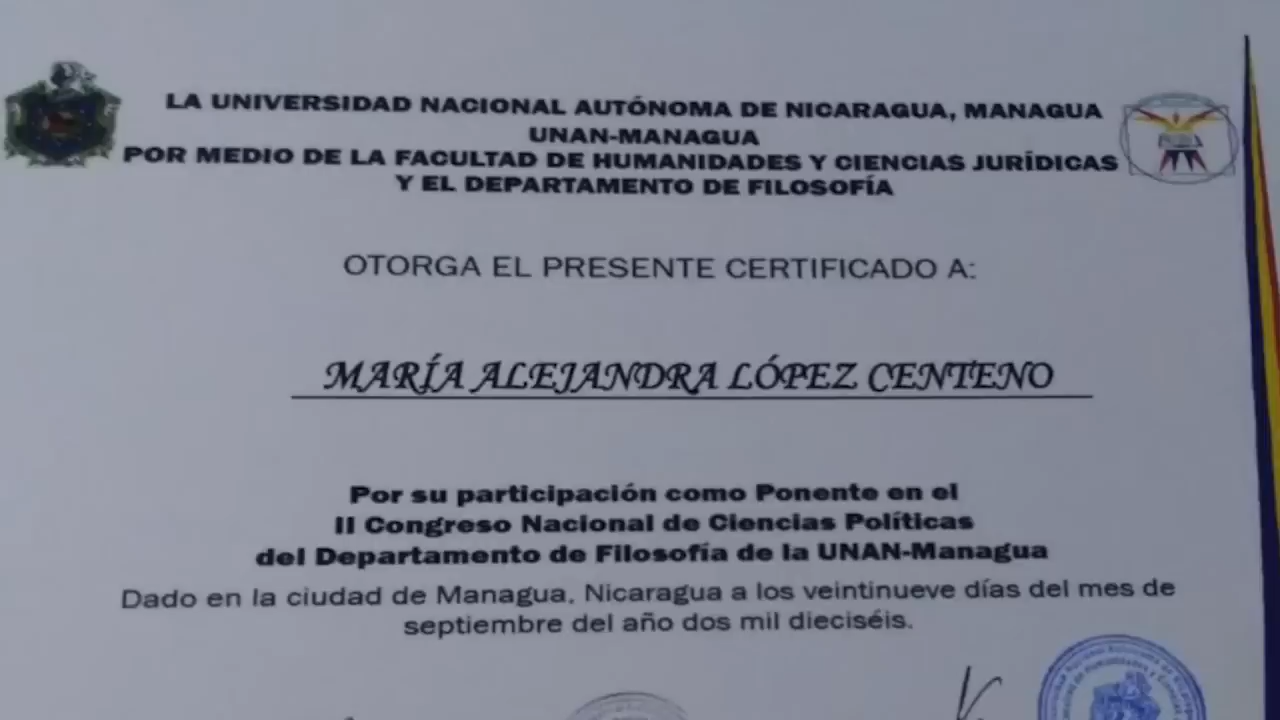 LA UNIVERSIDAD NACIONAL AUTÓNOMA DE NICARAGUA, MANAGUA
UNAN-MANAGUA
POR MEDIO DE LA FACULTAD DE HUMANIDADES Y CIENCIAS JURÍDICAS
Y EL DEPARTAMENTO DE FILOSOFÍA
OTORGA EL PRESENTE CERTIFICADO A:
MARÍA ALEJANDRA LÓPEZ CENTENO
Por su participación como Ponente en el
II Congreso Nacional de Ciencias Políticas
del Departamento de Filosofía de la UNAN-Managua
Dado en la ciudad de Managua, Nicaragua a los veintinueve días del mes de
septiembre del año dos mil dieciséis.